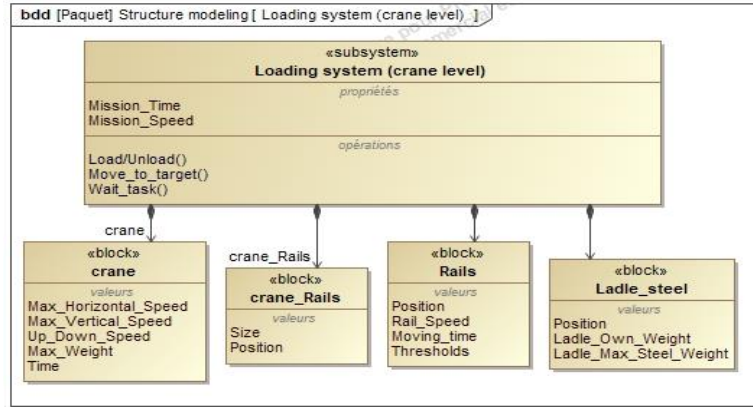 bdd [Paquet] Structure modeling [ Loading system (crane level) ]
«subsystem»
Loading system (crane level)
propriétés
Mission_Time
Mission_Speed
opérations
Load/Unload()
Move_to_target()
Wait_task()
crane
crane_Rails
«block»
crane
valeurs
Max_Horizontal_Speed
Max_Vertical_Speed
Up_Down_Speed
Max_Weight
Time
«block»
crane_Rails
valeurs
Size
Position
«block»
Rails
valeurs
Position
Rail_Speed
Moving_time
Thresholds
«block»
Ladle_steel
valeurs
Position
Ladle_Own_Weight
Ladle_Max_Steel_Weight